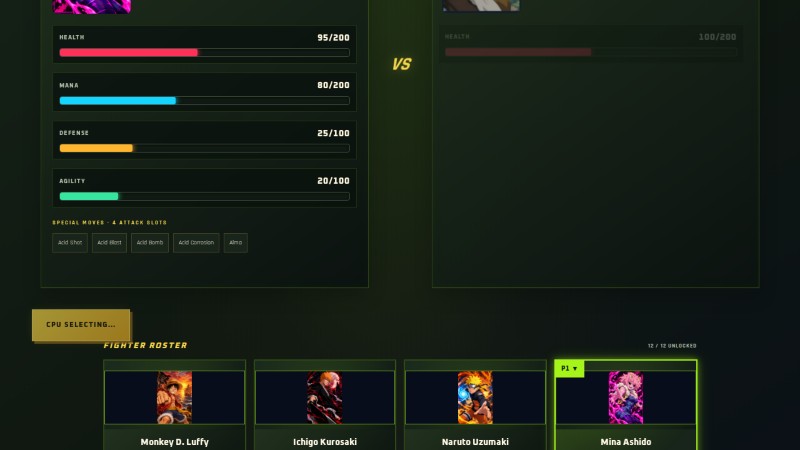 HEALTH 95/200
MANA 80/200
DEFENSE 25/100
AGILITY 20/100
SPECIAL MOVES · 4 ATTACK SLOTS
Acid Shot Acid Blast Acid Bomb Acid Corrosion Alma
VS
HEALTH 100/200
CPU SELECTING...
FIGHTER ROSTER 12 / 12 UNLOCKED
P1 ▼
Monkey D. Luffy Ichigo Kurosaki Naruto Uzumaki Mina Ashido